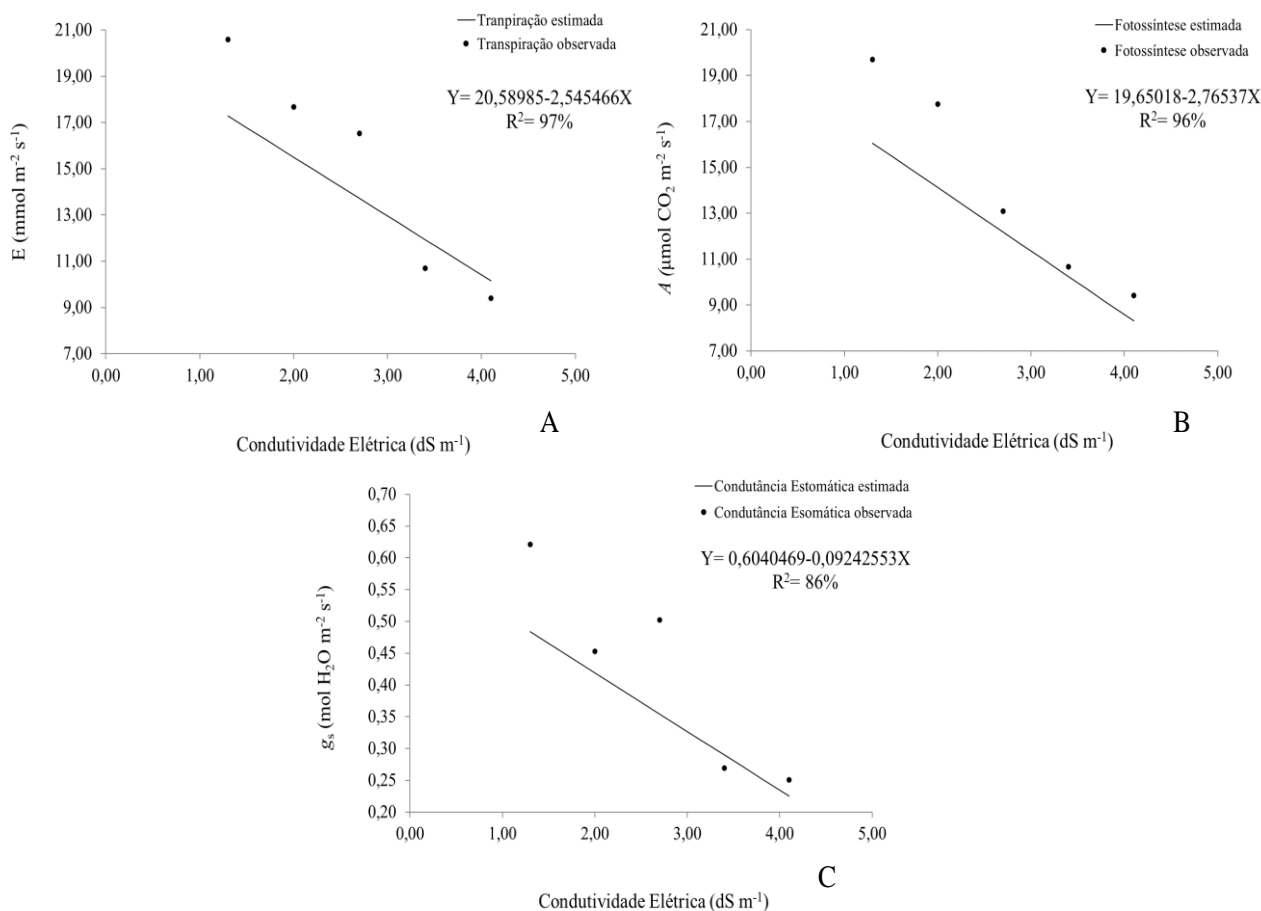 Tranpiração estimada
Transpiração observada
Y= 20,58985-2,545466X
R²= 97%
E (mmol m⁻² s⁻¹)
21,00
19,00
17,00
15,00
13,00
11,00
9,00
7,00
0,00 1,00 2,00 3,00 4,00 5,00
Condutividade Elétrica (dS m⁻¹)
A
Fotossíntese estimada
Fotossíntese observada
Y= 19,65018-2,76537X
R²= 96%
A (µmol CO₂ m⁻² s⁻¹)
21,00
19,00
17,00
15,00
13,00
11,00
9,00
7,00
0,00 1,00 2,00 3,00 4,00 5,00
Condutividade Elétrica (dS m⁻¹)
B
Condutância Estomática estimada
Condutância Esomática observada
Y= 0,6040469-0,09242553X
R²= 86%
gₛ (mol H₂O m⁻² s⁻¹)
0,70
0,65
0,60
0,55
0,50
0,45
0,40
0,35
0,30
0,25
0,20
0,00 1,00 2,00 3,00 4,00 5,00
Condutividade Elétrica (dS m⁻¹)
C